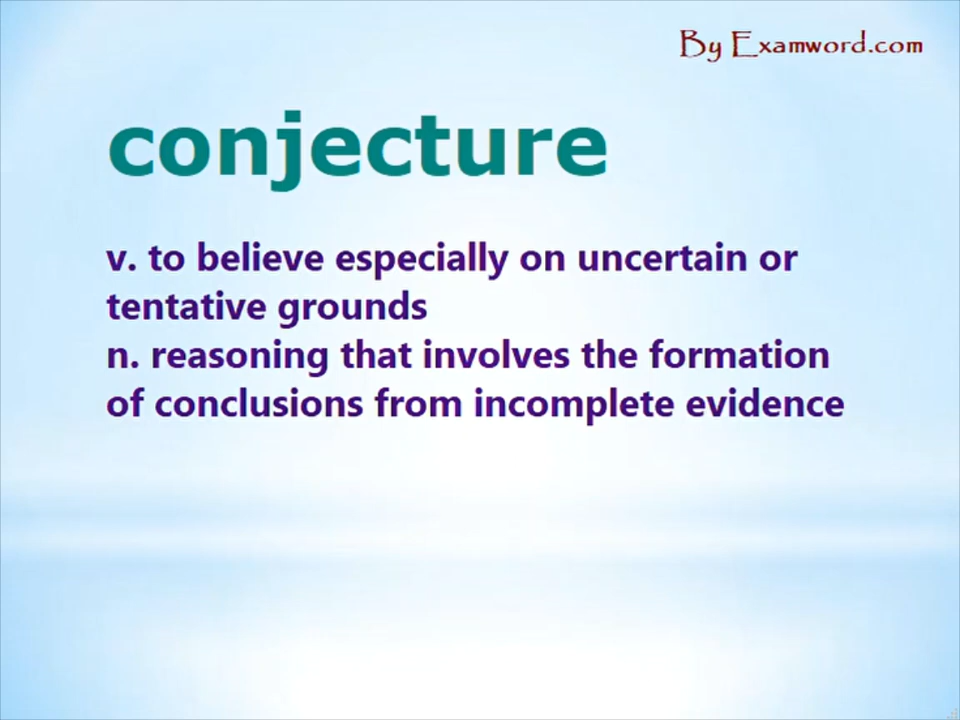 By Examword.com
conjecture
v. to believe especially on uncertain or
tentative grounds
n. reasoning that involves the formation
of conclusions from incomplete evidence